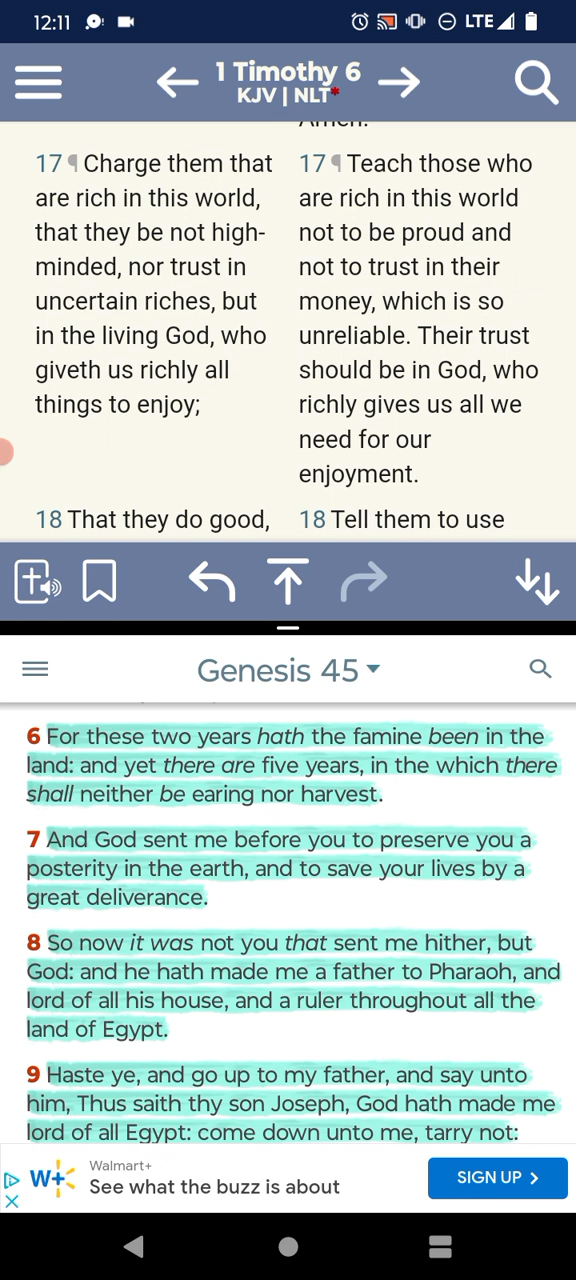 12:11 LTE
1 Timothy 6
KJV | NLT*
Amen.
17 ¶ Charge them that
are rich in this world,
that they be not high-
minded, nor trust in
uncertain riches, but
in the living God, who
giveth us richly all
things to enjoy;
17 ¶ Teach those who
are rich in this world
not to be proud and
not to trust in their
money, which is so
unreliable. Their trust
should be in God, who
richly gives us all we
need for our
enjoyment.
18 That they do good,
18 Tell them to use
Genesis 45
6 For these two years hath the famine been in the
land: and yet there are five years, in the which there
shall neither be earing nor harvest.
7 And God sent me before you to preserve you a
posterity in the earth, and to save your lives by a
great deliverance.
8 So now it was not you that sent me hither, but
God: and he hath made me a father to Pharaoh, and
lord of all his house, and a ruler throughout all the
land of Egypt.
9 Haste ye, and go up to my father, and say unto
him, Thus saith thy son Joseph, God hath made me
lord of all Egypt: come down unto me, tarry not:
W+
Walmart+
See what the buzz is about
SIGN UP